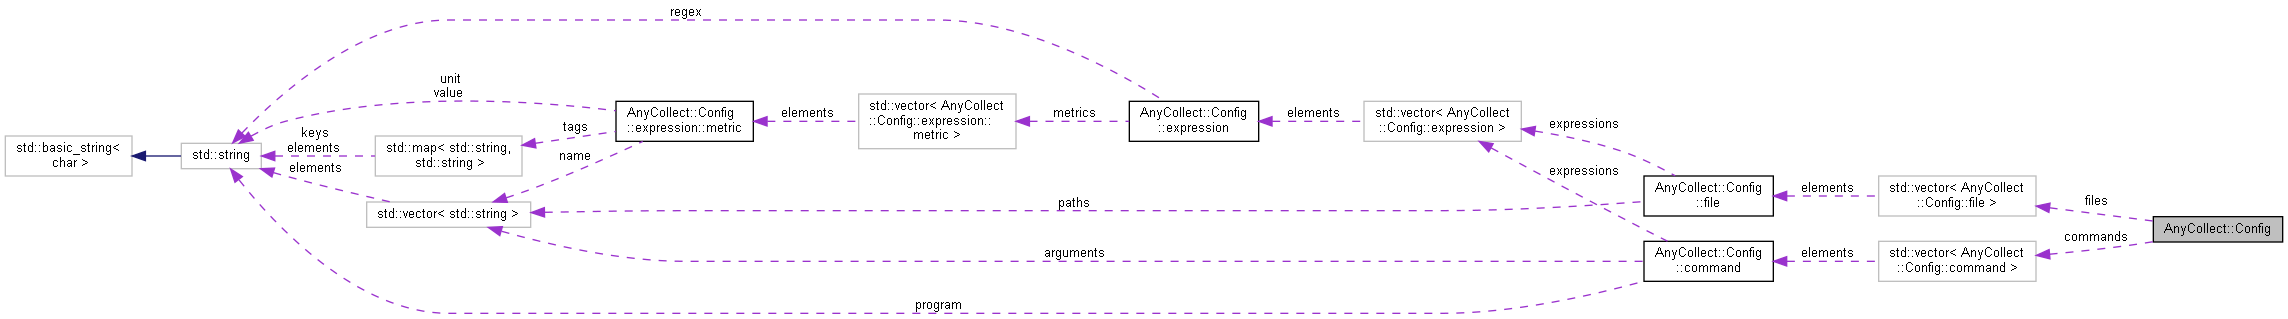 regex
unit
value
AnyCollect::Config
::expression::metric
elements
std::vector< AnyCollect
::Config::expression::
metric >
metrics
AnyCollect::Config
::expression
elements
std::vector< AnyCollect
::Config::expression >
expressions
tags
keys
elements
std::map< std::string,
std::string >
std::basic_string<
char >
std::string
elements
name
std::vector< std::string >
expressions
paths
AnyCollect::Config
::file
elements
std::vector< AnyCollect
::Config::file >
files
AnyCollect::Config
commands
arguments
AnyCollect::Config
::command
elements
std::vector< AnyCollect
::Config::command >
program